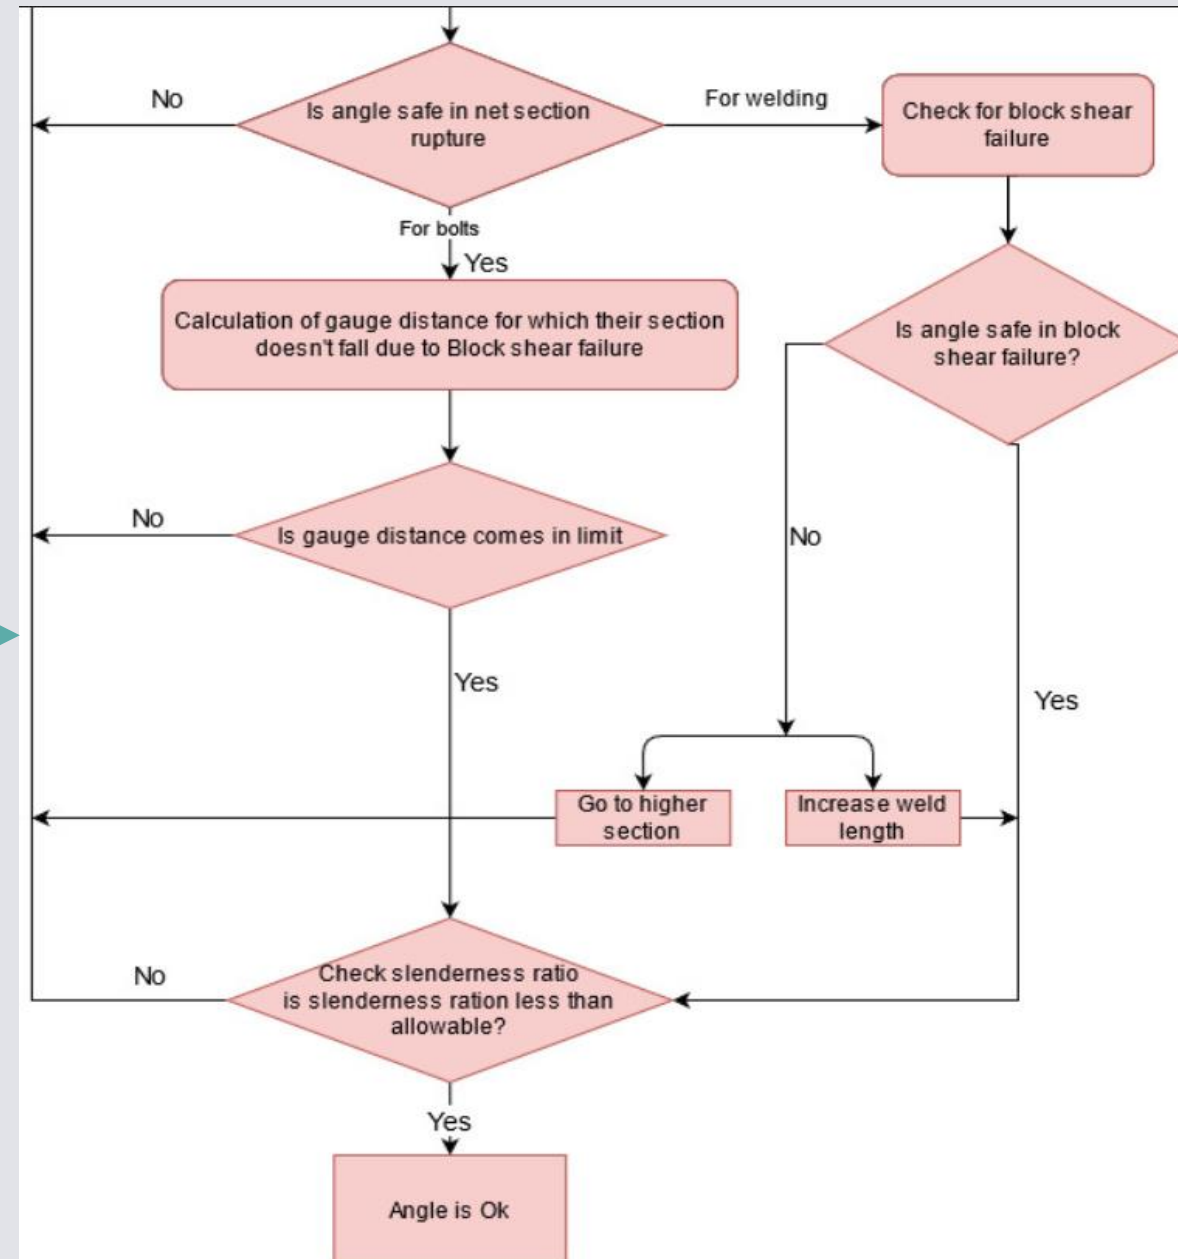 No
Is angle safe in net section
rupture
For welding
Check for block shear
failure
For bolts
Yes
Calculation of gauge distance for which their section
doesn't fall due to Block shear failure
Is angle safe in block
shear failure?
No
Is gauge distance comes in limit
No
Yes
Yes
Go to higher
section
Increase weld
length
No
Check slenderness ratio
is slenderness ration less than
allowable?
Yes
Angle is Ok